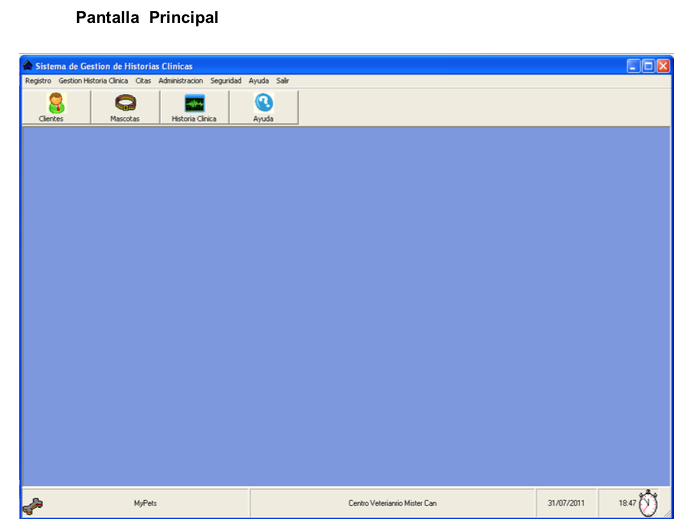 Pantalla Principal
Sistema de Gestion de Historias Clinicas
Registro Gestion Historia Clinica Citas Administracion Seguridad Ayuda Salir
Clientes Mascotas Historia Clinica Ayuda
MyPets Centro Veterianrio Mister Can 31/07/2011 18:47